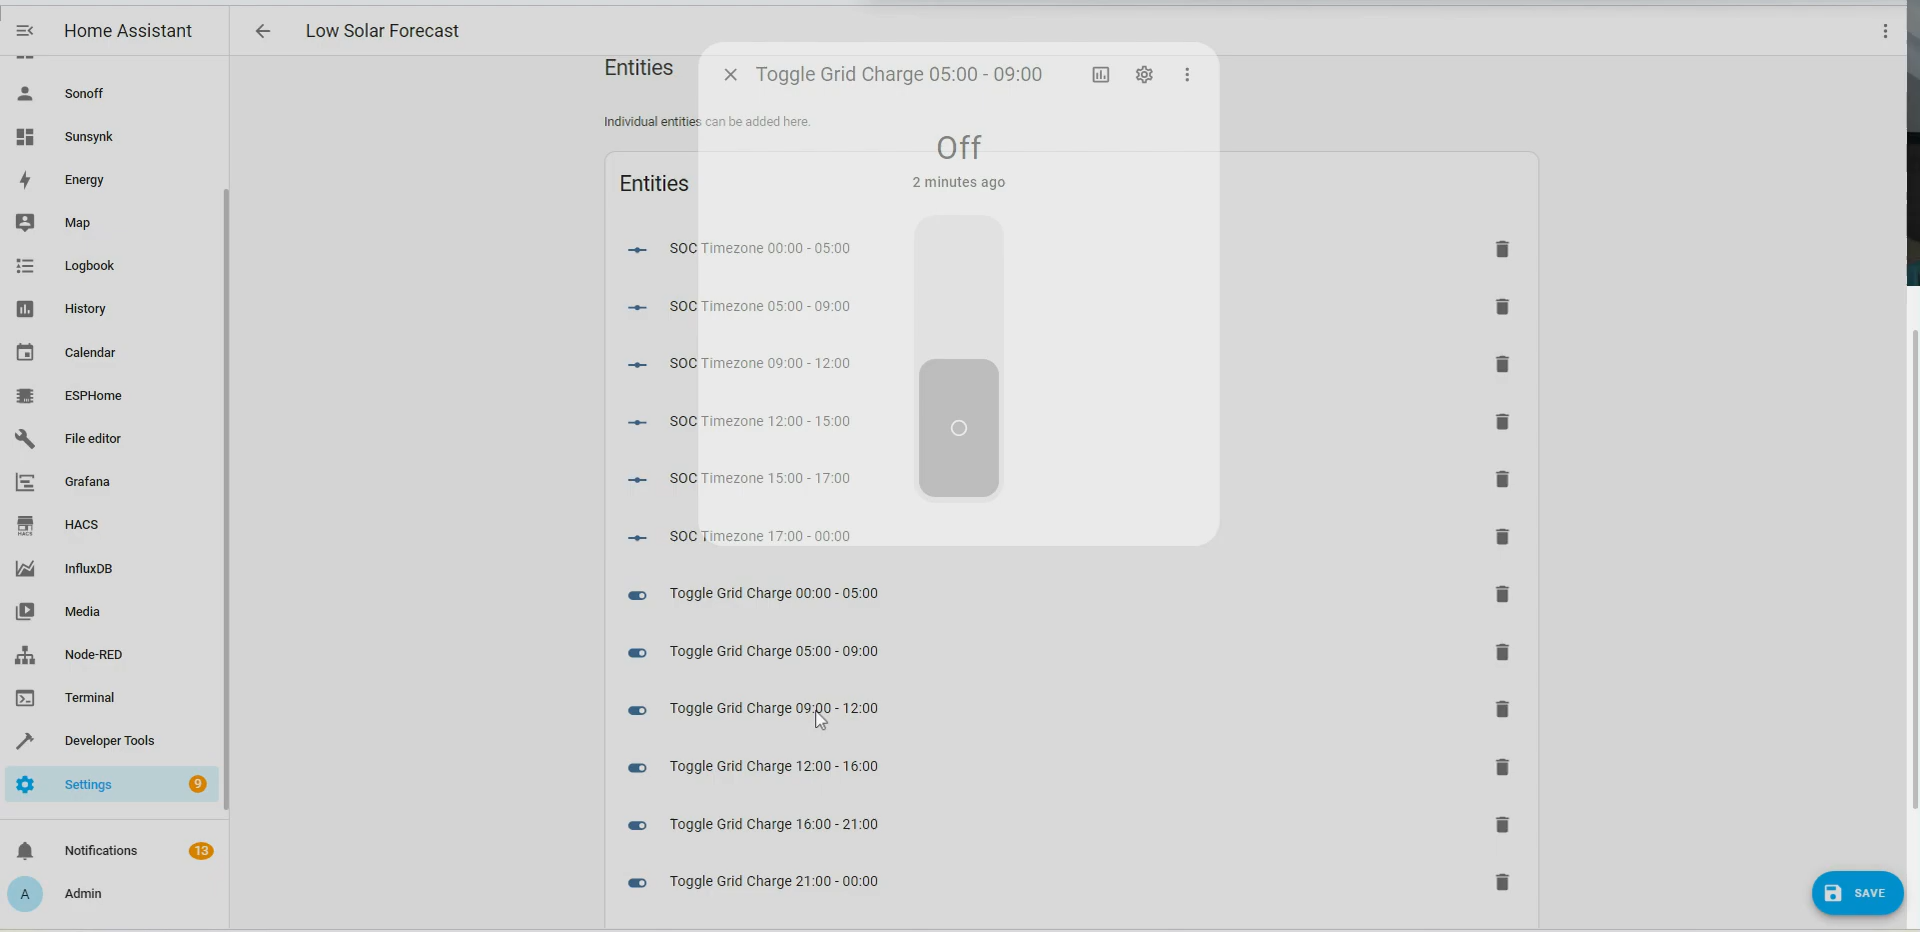 Home Assistant
Low Solar Forecast
Sonoff
Sunsynk
Energy
Map
Logbook
History
Calendar
ESPHome
File editor
Grafana
HACS
HACS
InfluxDB
Media
Node-RED
Terminal
Developer Tools
Settings
9
Notifications
13
A
Admin
Entities
Individual entities can be added here.
Toggle Grid Charge 05:00 - 09:00
Off
2 minutes ago
Entities
SOC Timezone 00:00 - 05:00
SOC Timezone 05:00 - 09:00
SOC Timezone 09:00 - 12:00
SOC Timezone 12:00 - 15:00
SOC Timezone 15:00 - 17:00
SOC Timezone 17:00 - 00:00
Toggle Grid Charge 00:00 - 05:00
Toggle Grid Charge 05:00 - 09:00
Toggle Grid Charge 09:00 - 12:00
Toggle Grid Charge 12:00 - 16:00
Toggle Grid Charge 16:00 - 21:00
Toggle Grid Charge 21:00 - 00:00
SAVE